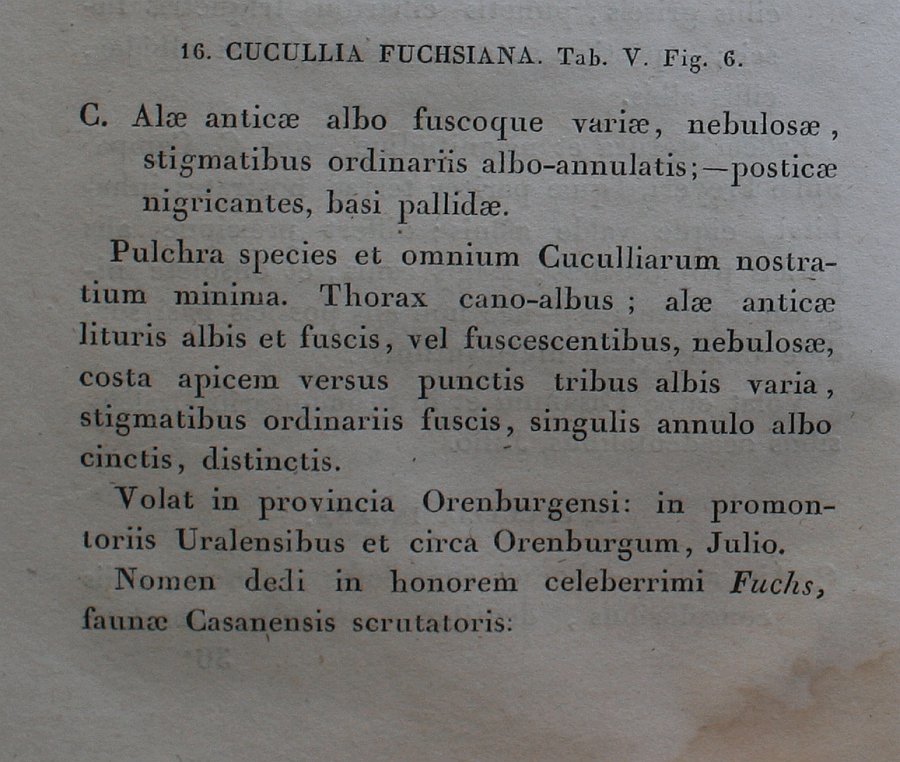 16. CUCULLIA FUCHSIANA. Tab. V. Fig. 6.
C. Alæ anticæ albo fuscoque variæ, nebulosæ,
stigmatibus ordinariis albo-annulatis;—posticæ
nigricantes, basi pallidæ.
Pulchra species et omnium Cuculliarum nostra-
tium minima. Thorax cano-albus; alæ anticæ
lituris albis et fuscis, vel fuscescentibus, nebulosæ,
costa apicem versus punctis tribus albis varia,
stigmatibus ordinariis fuscis, singulis annulo albo
cinctis, distinctis.
Volat in provincia Orenburgensi: in promon-
toriis Uralensibus et circa Orenburgum, Julio.
Nomen dedi in honorem celeberrimi Fuchs,
faunæ Casanensis scrutatoris: